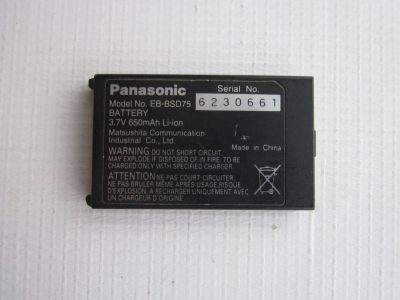 Panasonic
Serial No.
Model No. EB-BSD75
6230661
BATTERY
3.7V 650mAh Li-ion
Matsushita Communication
Industrial Co., Ltd
Made in China
WARNING DO NOT SHORT CIRCUIT.
MAY EXPLODE IF DISPOSED OF IN FIRE. TO BE
CHARGED ONLY WITH SPECIFIED CHARGER.
ATTENTION NE PAS COURT-CIRCUITER.
NE PAS BRULER MÊME APRÈS USAGE. RISQUE
D'EXPLOSION. À RECHARGER
UNIQUEMENT AVEC UN CHARGEUR
D'ORIGINE